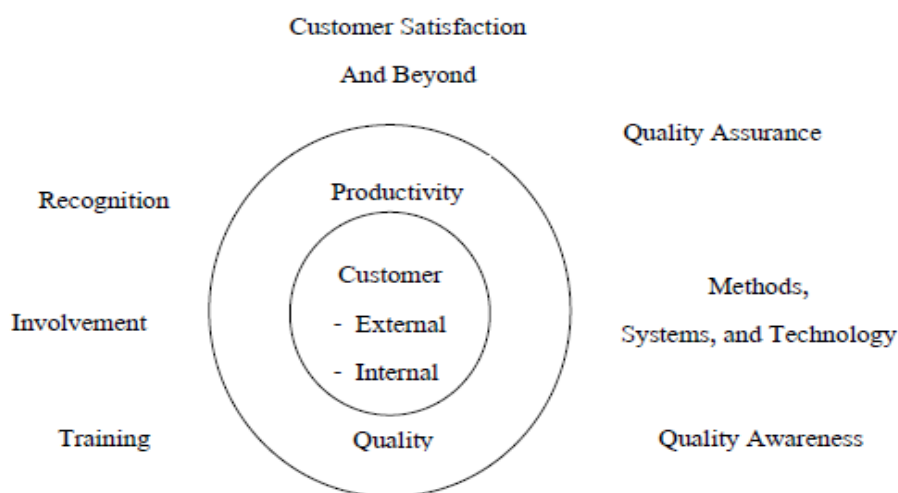 Customer Satisfaction
And Beyond
Quality Assurance
Recognition
Productivity
Customer
- External
- Internal
Methods,
Systems, and Technology
Involvement
Training
Quality
Quality Awareness